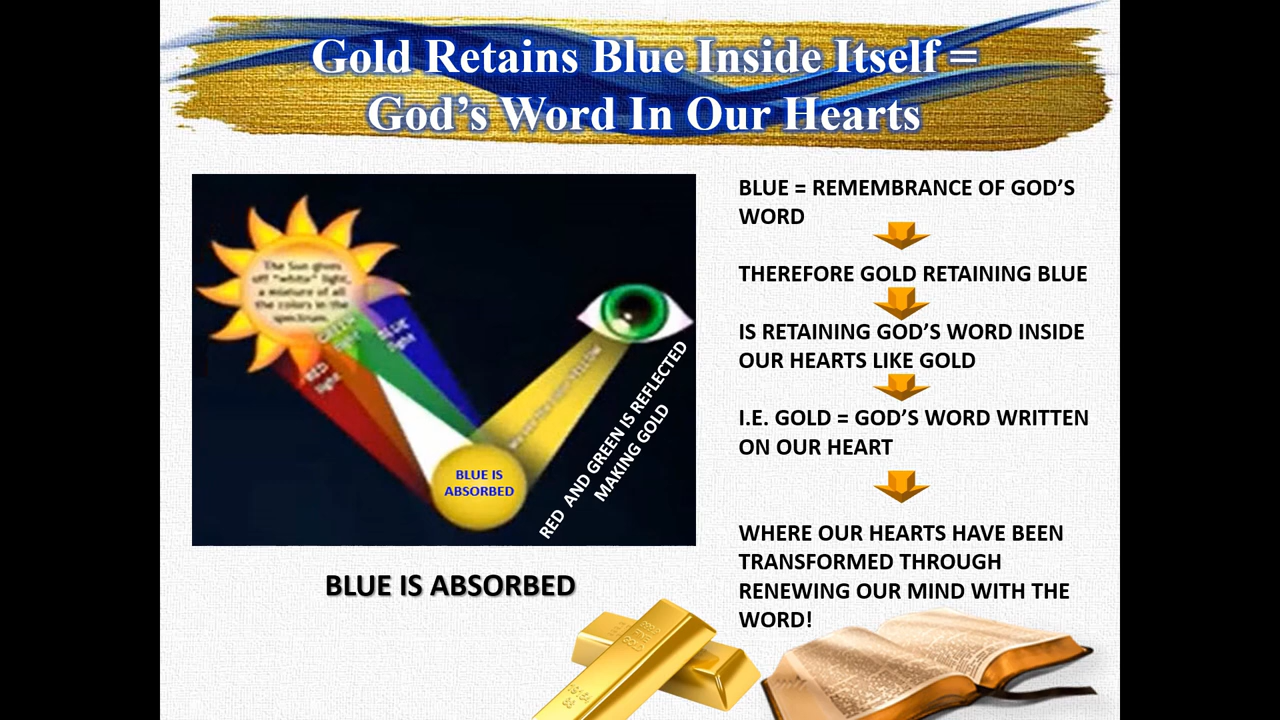 Gold Retains Blue Inside Itself =
God’s Word In Our Hearts
The Sun gives
off "white" light,
a mixture of all
the colors in the
spectrum.
GREEN
light
BLUE
light
RED
light
BLUE IS
ABSORBED
RED AND GREEN IS REFLECTED
MAKING GOLD
BLUE IS ABSORBED
BLUE = REMEMBRANCE OF GOD’S
WORD
THEREFORE GOLD RETAINING BLUE
IS RETAINING GOD’S WORD INSIDE
OUR HEARTS LIKE GOLD
I.E. GOLD = GOD’S WORD WRITTEN
ON OUR HEART
WHERE OUR HEARTS HAVE BEEN
TRANSFORMED THROUGH
RENEWING OUR MIND WITH THE
WORD!